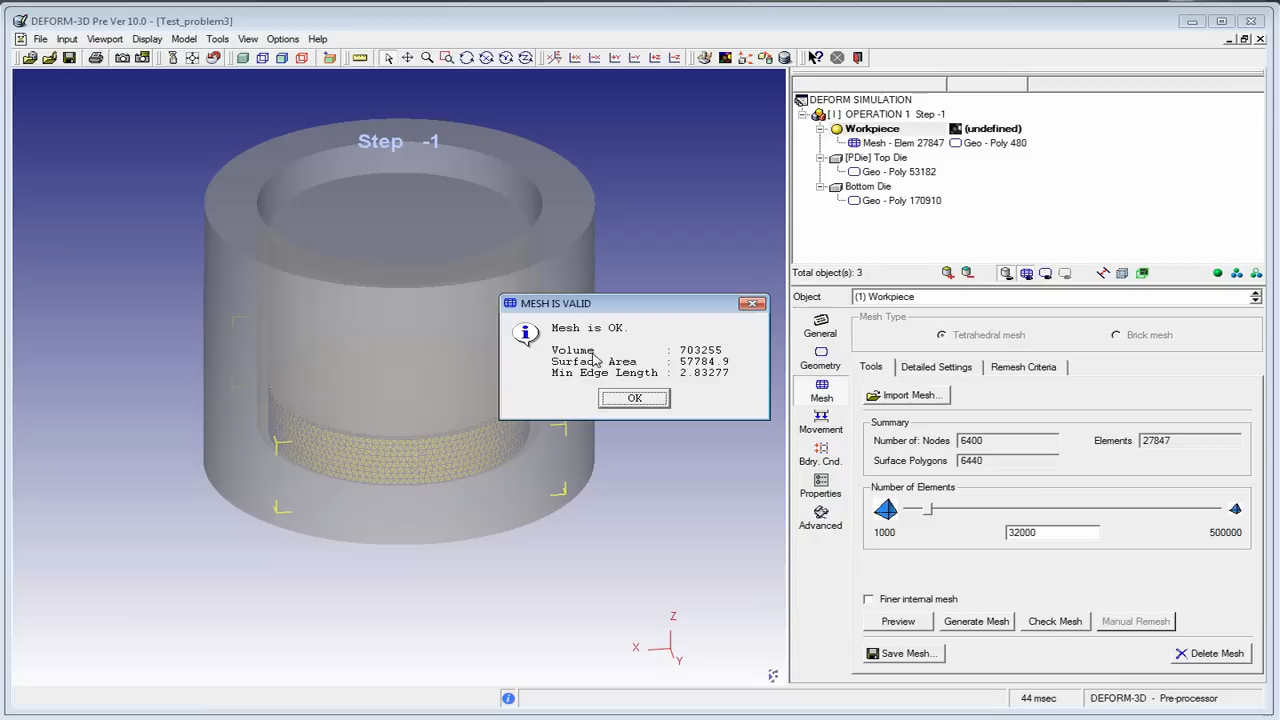 DEFORM-3D Pre Ver 10.0 - [Test_problem3]
File Input Viewport Display Model Tools View Options Help
Step -1
DEFORM SIMULATION
[ I ] OPERATION 1 Step -1
Workpiece (undefined)
Mesh - Elem 27847 Geo - Poly 480
[PDie] Top Die
Geo - Poly 53182
Bottom Die
Geo - Poly 170910
Total object(s): 3
Object (1) Workpiece
General
Geometry
Mesh
Movement
Bdry. Cnd.
Properties
Advanced
Mesh Type
Tetrahedral mesh Brick mesh
Tools Detailed Settings Remesh Criteria
Import Mesh...
Summary
Number of: Nodes 6400 Elements 27847
Surface Polygons 6440
Number of Elements
1000 32000 500000
Finer internal mesh
Preview Generate Mesh Check Mesh Manual Remesh
Save Mesh... Delete Mesh
MESH IS VALID
Mesh is OK.
Volume : 703255
Surface Area : 57784.9
Min Edge Length : 2.83277
OK
Z
X
Y
44 msec DEFORM-3D - Pre-processor